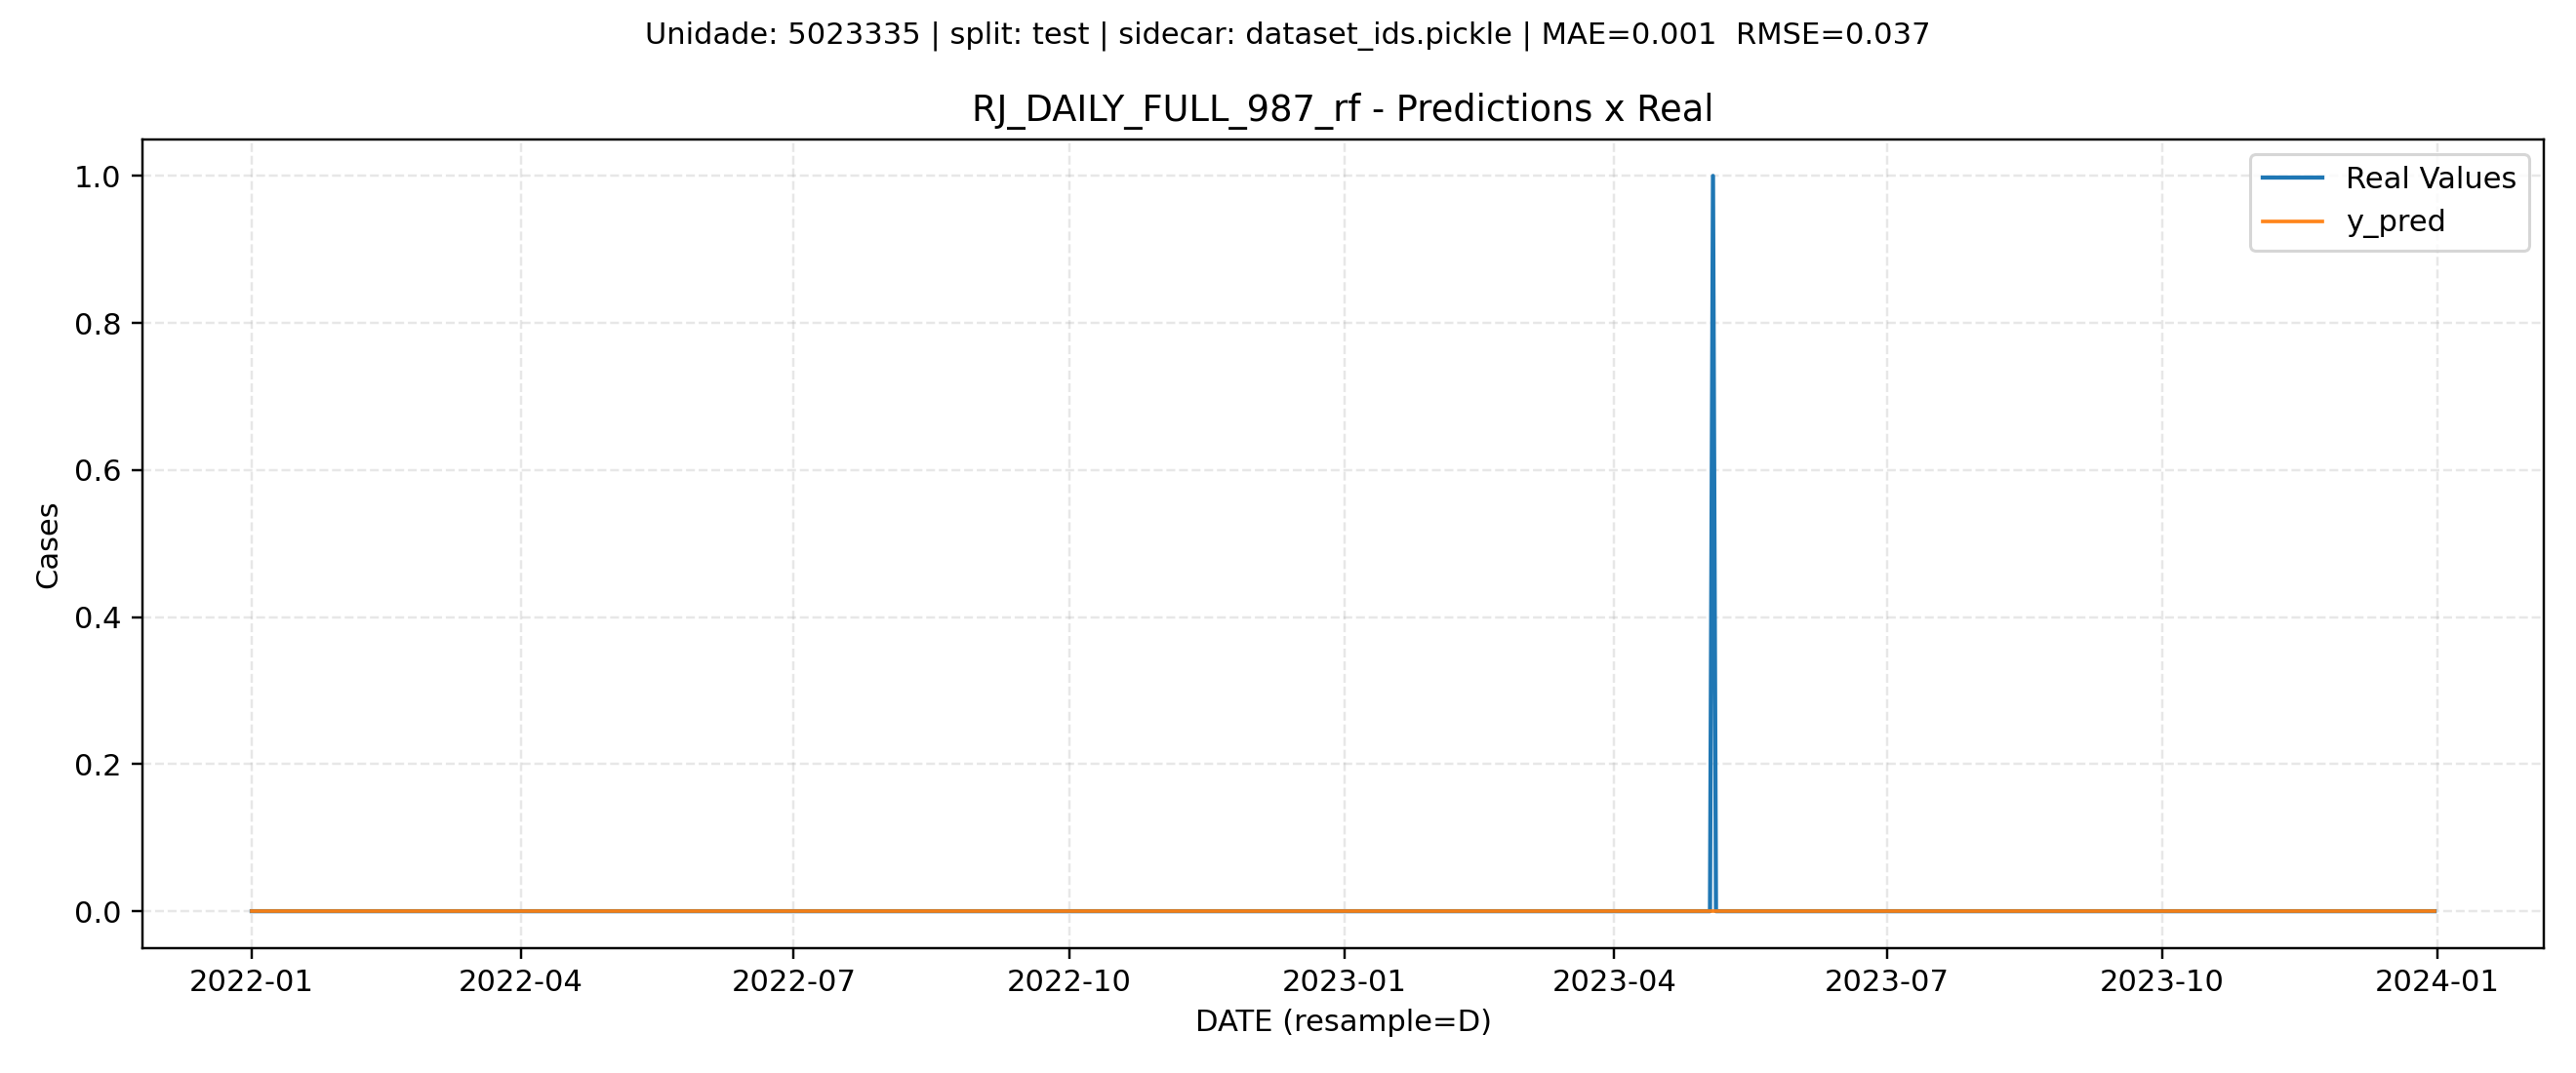 Unidade: 5023335 | split: test | sidecar: dataset_ids.pickle | MAE=0.001  RMSE=0.037
RJ_DAILY_FULL_987_rf - Predictions x Real
Real Values
y_pred
1.0
0.8
0.6
0.4
0.2
0.0
Cases
2022-01 2022-04 2022-07 2022-10 2023-01 2023-04 2023-07 2023-10 2024-01
DATE (resample=D)